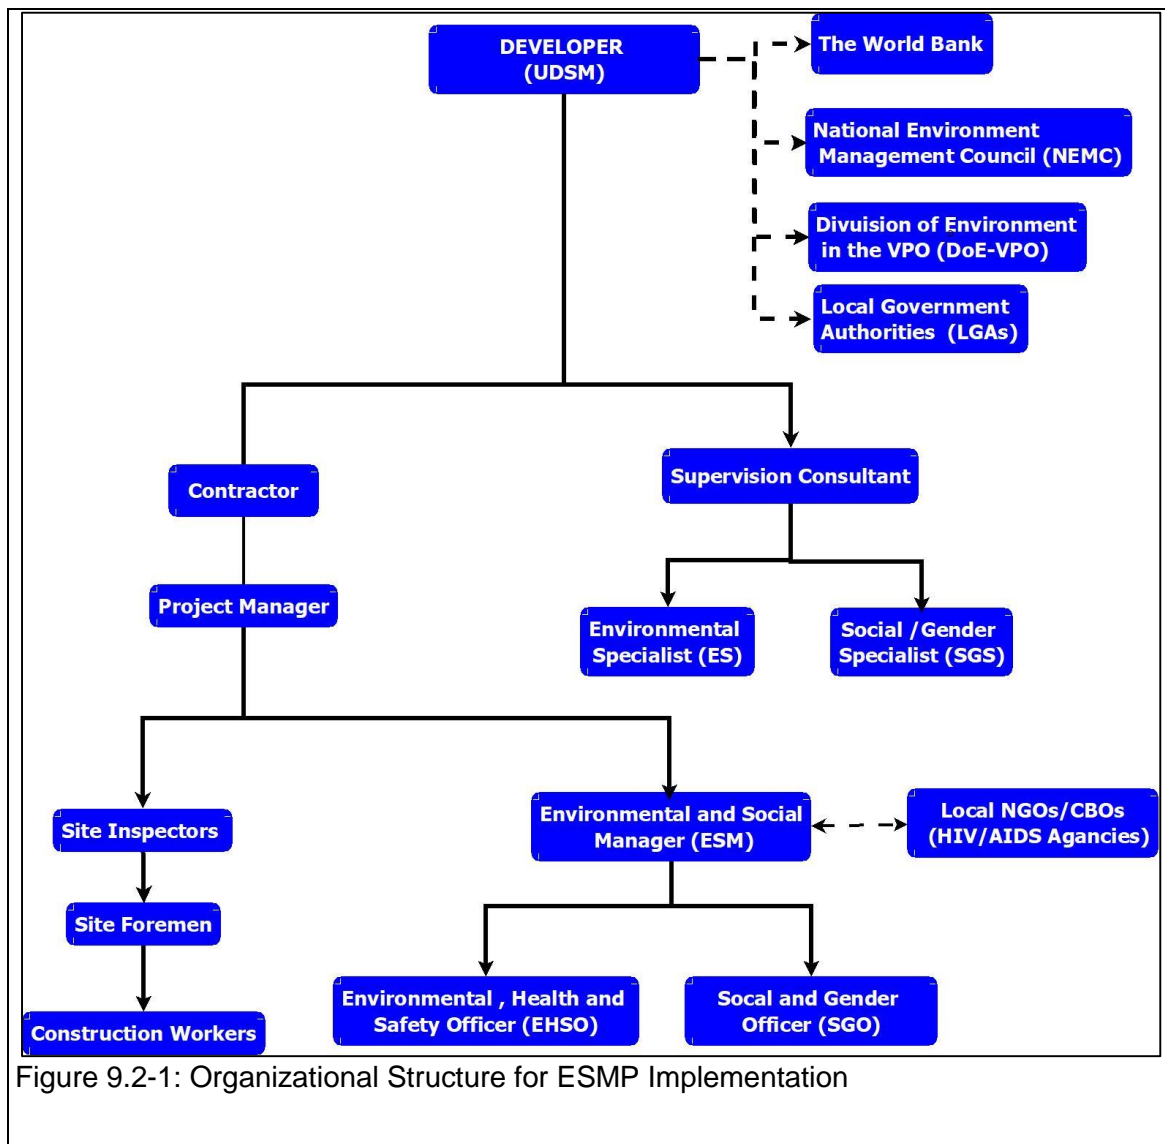 DEVELOPER
(UDSM)
The World Bank
National Environment
Management Council (NEMC)
Divuision of Environment
in the VPO (DoE-VPO)
Local Government
Authorities (LGAs)
Contractor
Supervision Consultant
Project Manager
Environmental
Specialist (ES)
Social /Gender
Specialist (SGS)
Site Inspectors
Environmental and Social
Manager (ESM)
Local NGOs/CBOs
(HIV/AIDS Agancies)
Site Foremen
Environmental , Health and
Safety Officer (EHSO)
Socal and Gender
Officer (SGO)
Construction Workers
Figure 9.2-1: Organizational Structure for ESMP Implementation